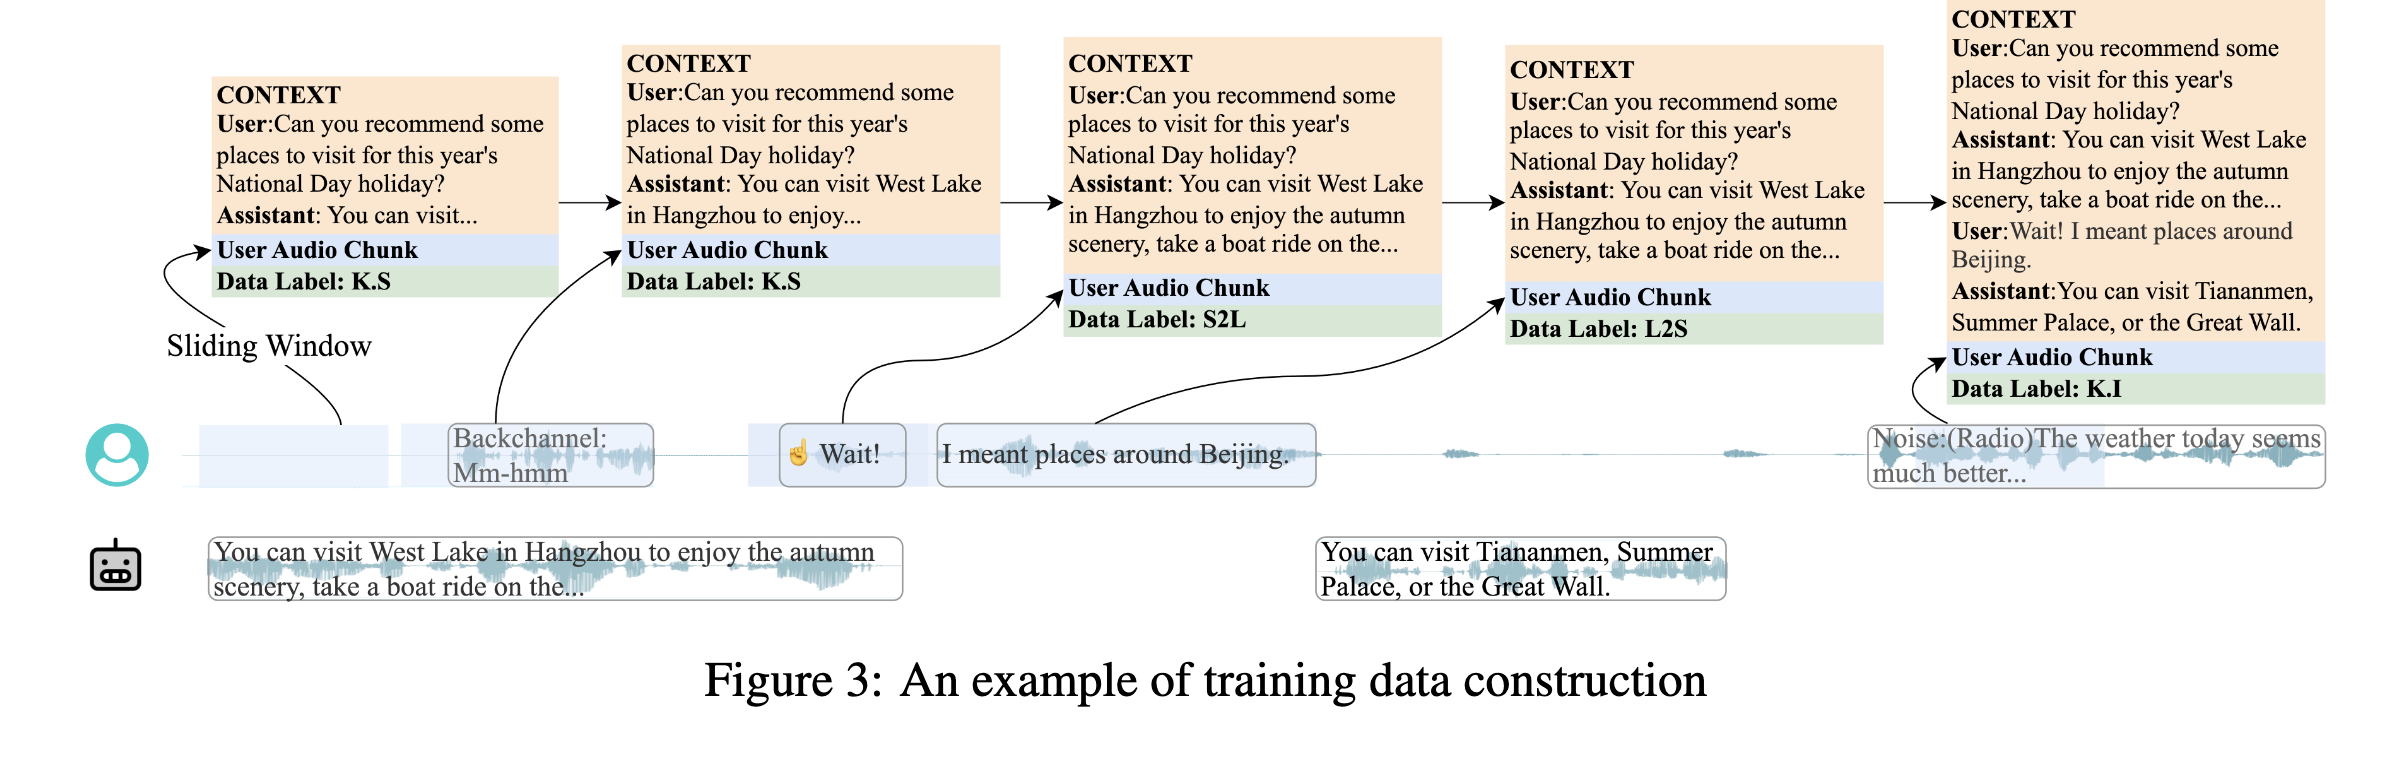 CONTEXT
User:Can you recommend some
places to visit for this year's
National Day holiday?
Assistant: You can visit...
User Audio Chunk
Data Label: K.S
CONTEXT
User:Can you recommend some
places to visit for this year's
National Day holiday?
Assistant: You can visit West Lake
in Hangzhou to enjoy...
User Audio Chunk
Data Label: K.S
CONTEXT
User:Can you recommend some
places to visit for this year's
National Day holiday?
Assistant: You can visit West Lake
in Hangzhou to enjoy the autumn
scenery, take a boat ride on the...
User Audio Chunk
Data Label: S2L
CONTEXT
User:Can you recommend some
places to visit for this year's
National Day holiday?
Assistant: You can visit West Lake
in Hangzhou to enjoy the autumn
scenery, take a boat ride on the...
User Audio Chunk
Data Label: L2S
CONTEXT
User:Can you recommend some
places to visit for this year's
National Day holiday?
Assistant: You can visit West Lake
in Hangzhou to enjoy the autumn
scenery, take a boat ride on the...
User:Wait! I meant places around
Beijing.
Assistant:You can visit Tiananmen,
Summer Palace, or the Great Wall.
User Audio Chunk
Data Label: K.I
Sliding Window
Backchannel:
Mm-hmm
☝️ Wait!
I meant places around Beijing.
Noise:(Radio)The weather today seems
much better...
You can visit West Lake in Hangzhou to enjoy the autumn
scenery, take a boat ride on the...
You can visit Tiananmen, Summer
Palace, or the Great Wall.
Figure 3: An example of training data construction